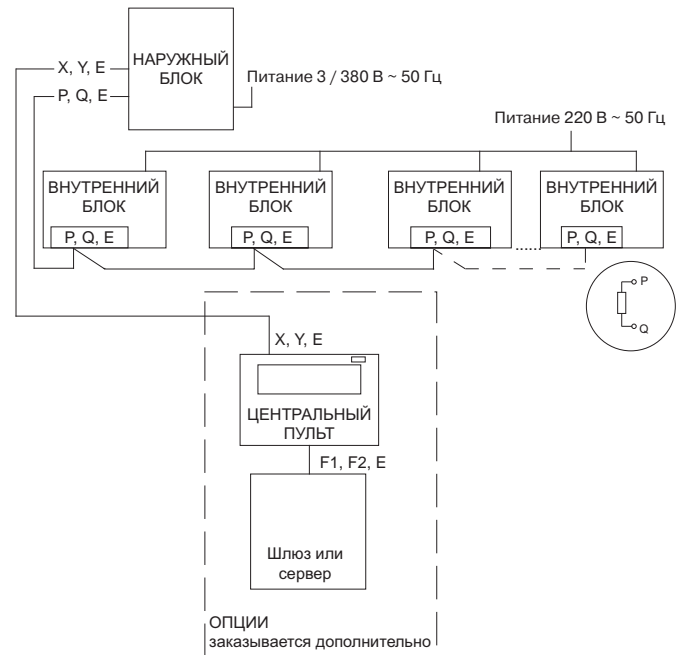 НАРУЖНЫЙ
БЛОК
X, Y, E
P, Q, E
Питание 3 / 380 В ~ 50 Гц
Питание 220 В ~ 50 Гц
ВНУТРЕННИЙ
БЛОК
P, Q, E
ВНУТРЕННИЙ
БЛОК
P, Q, E
ВНУТРЕННИЙ
БЛОК
P, Q, E
ВНУТРЕННИЙ
БЛОК
P, Q, E
P
Q
X, Y, E
ЦЕНТРАЛЬНЫЙ
ПУЛЬТ
F1, F2, E
Шлюз или
сервер
ОПЦИИ
заказывается дополнительно